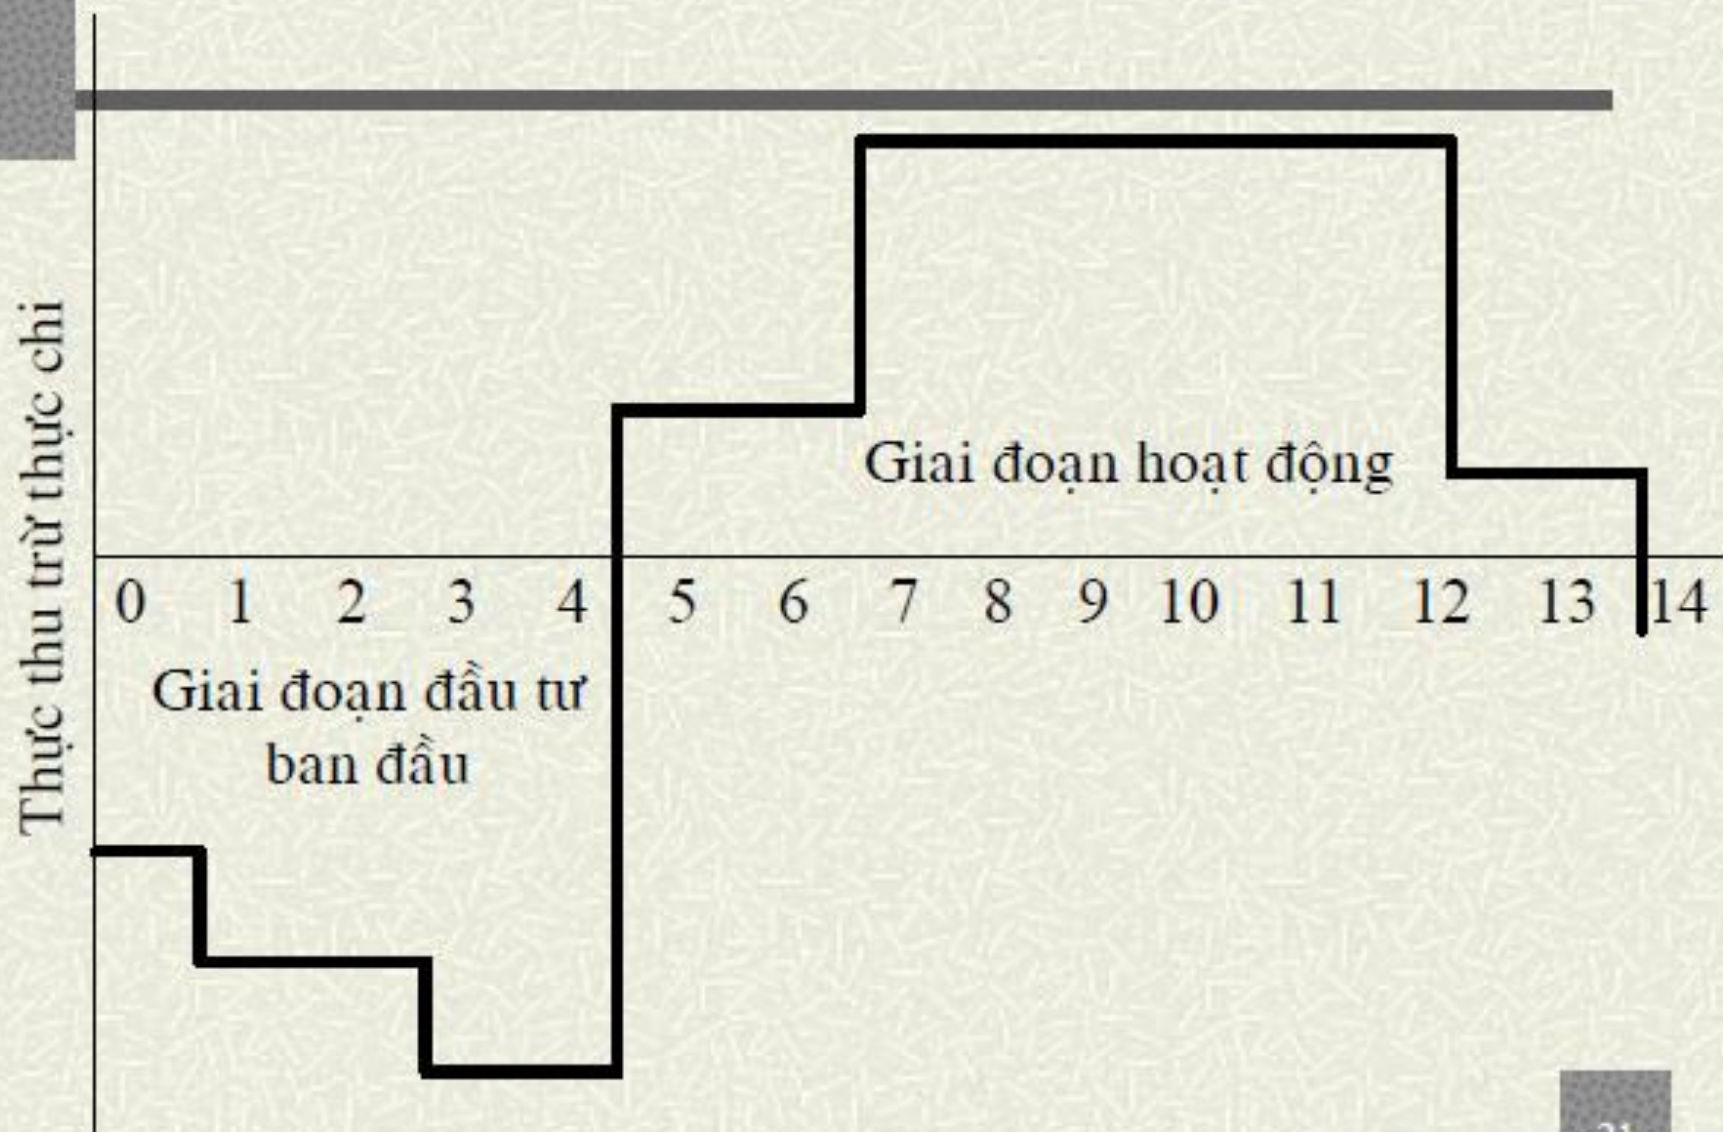 Thực thu trừ thực chi
Giai đoạn hoạt động
0 1 2 3 4 5 6 7 8 9 10 11 12 13 14
Giai đoạn đầu tư
ban đầu